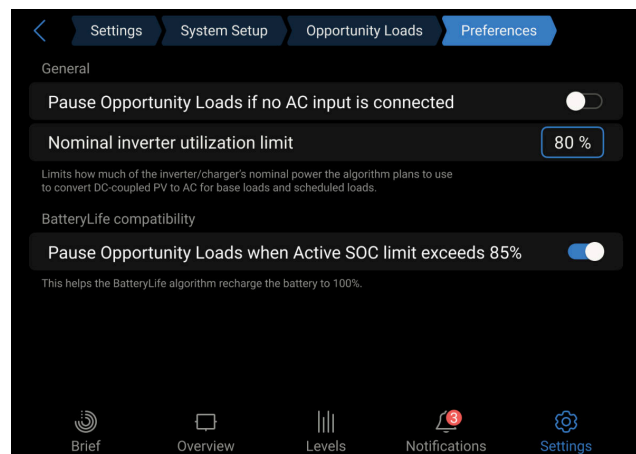 Settings System Setup Opportunity Loads Preferences
General
Pause Opportunity Loads if no AC input is connected
Nominal inverter utilization limit 80 %
Limits how much of the inverter/charger's nominal power the algorithm plans to use
to convert DC-coupled PV to AC for base loads and scheduled loads.
BatteryLife compatibility
Pause Opportunity Loads when Active SOC limit exceeds 85%
This helps the BatteryLife algorithm recharge the battery to 100%.
3
Brief Overview Levels Notifications Settings